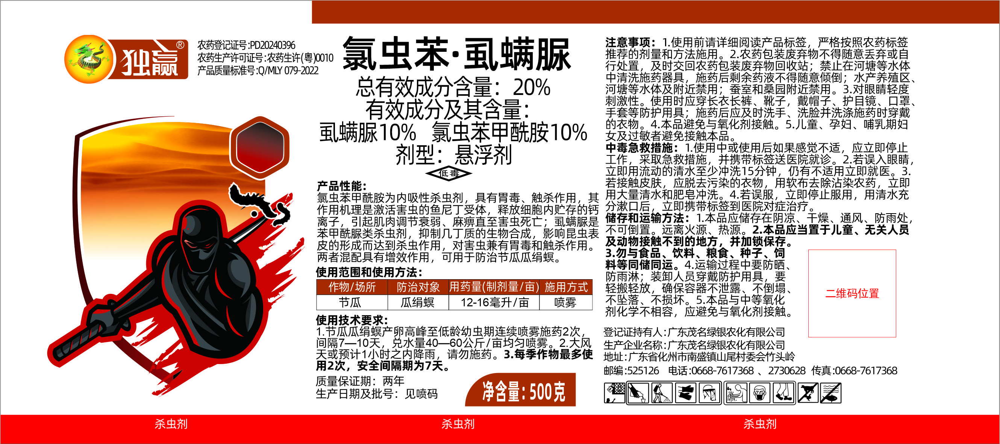 独赢®
农药登记证号:PD20240396
农药生产许可证号:农药生许(粤)0010
产品质量标准号:Q/MLY 079-2022
氯虫苯·虱螨脲
总有效成分含量：20%
有效成分及其含量：
虱螨脲10% 氯虫苯甲酰胺10%
剂型：悬浮剂
低毒
产品性能：
氯虫苯甲酰胺为内吸性杀虫剂，具有胃毒、触杀作用，其
作用机理是激活害虫的鱼尼丁受体，释放细胞内贮存的钙
离子，引起肌肉调节衰弱、麻痹直至害虫死亡；虱螨脲是
苯甲酰脲类杀虫剂，抑制几丁质的生物合成，影响昆虫表
皮的形成而达到杀虫作用，对害虫兼有胃毒和触杀作用。
两者混配具有增效作用，可用于防治节瓜瓜绢螟。
使用范围和使用方法：
作物/场所 防治对象 用药量(制剂量/亩) 施用方式
节瓜 瓜绢螟 12-16毫升/亩 喷雾
使用技术要求：
1.节瓜瓜绢螟产卵高峰至低龄幼虫期连续喷雾施药2次，
间隔7—10天，兑水量40—60公斤/亩均匀喷雾。2.大风
天或预计1小时之内降雨，请勿施药。3.每季作物最多使
用2次，安全间隔期为7天。
质量保证期：两年
生产日期及批号：见喷码
净含量：500克
注意事项：1.使用前请详细阅读产品标签，严格按照农药标签
推荐的剂量和方法施用。2.农药包装废弃物不得随意丢弃或自
行处置，及时交回农药包装废弃物回收站；禁止在河塘等水体
中清洗施药器具，施药后剩余药液不得随意倾倒；水产养殖区、
河塘等水体及附近禁用；蚕室和桑园附近禁用。3.对眼睛轻度
刺激性。使用时应穿长衣长裤、靴子，戴帽子、护目镜、口罩、
手套等防护用具；施药后应及时洗手、洗脸并洗涤施药时穿戴
的衣物。4.本品避免与氧化剂接触。5.儿童、孕妇、哺乳期妇
女及过敏者避免接触本品。
中毒急救措施：1.使用中或使用后如果感觉不适，应立即停止
工作，采取急救措施，并携带标签送医院就诊。2.若误入眼睛，
立即用流动的清水至少冲洗15分钟，仍有不适用立即就医。3.
若接触皮肤，应脱去污染的衣物，用软布去除沾染农药，立即
用大量清水和肥皂冲洗。4.若误服，立即停止服用，用清水充
分漱口后，立即携带标签到医院对症治疗。
储存和运输方法：1.本品应储存在阴凉、干燥、通风、防雨处，
不可倒置。远离火源、热源。2.本品应当置于儿童、无关人员
及动物接触不到的地方，并加锁保存。
3.勿与食品、饮料、粮食、种子、饲
料等同储同运。4.运输过程中要防晒、
防雨淋；装卸人员穿戴防护用具，要
轻搬轻放，确保容器不泄露、不倒塌、
不坠落、不损坏。5.本品与中等氧化
剂化学不相容，应避免与氧化剂接触。
二维码位置
登记证持有人:广东茂名绿银农化有限公司
生产企业名称:广东茂名绿银农化有限公司
地址:广东省化州市南盛镇山尾村委会竹头岭
邮编:525126 电话:0668-7617368 、 2730628 传真:0668-7617368
杀虫剂 杀虫剂 杀虫剂